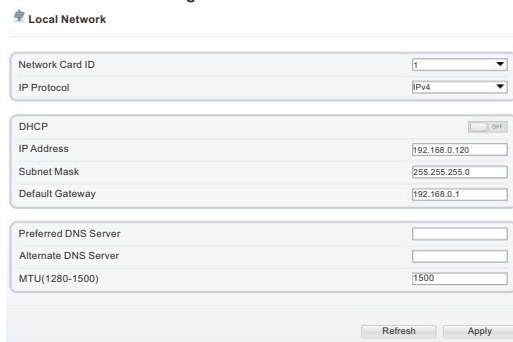 Local Network
Network Card ID 1
IP Protocol IPv4
DHCP OFF
IP Address 192.168.0.120
Subnet Mask 255.255.255.0
Default Gateway 192.168.0.1
Preferred DNS Server
Alternate DNS Server
MTU(1280-1500) 1500
Refresh Apply